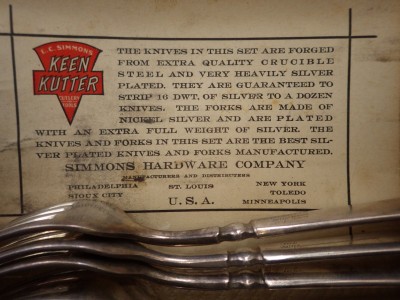 E.C. SIMMONS
KEEN
KUTTER
CUTLERY
THE KNIVES IN THIS SET ARE FORGED
FROM EXTRA QUALITY CRUCIBLE
STEEL AND VERY HEAVILY SILVER
PLATED. THEY ARE GUARANTEED TO
STRIP 16 DWT. OF SILVER TO A DOZEN
KNIVES. THE FORKS ARE MADE OF
NICKEL SILVER AND ARE PLATED
WITH AN EXTRA FULL WEIGHT OF SILVER. THE
KNIVES AND FORKS IN THIS SET ARE THE BEST SIL-
VER PLATED KNIVES AND FORKS MANUFACTURED.
SIMMONS HARDWARE COMPANY
MANUFACTURERS AND DISTRIBUTERS
PHILADELPHIA ST. LOUIS NEW YORK
SIOUX CITY TOLEDO
U.S.A. MINNEAPOLIS